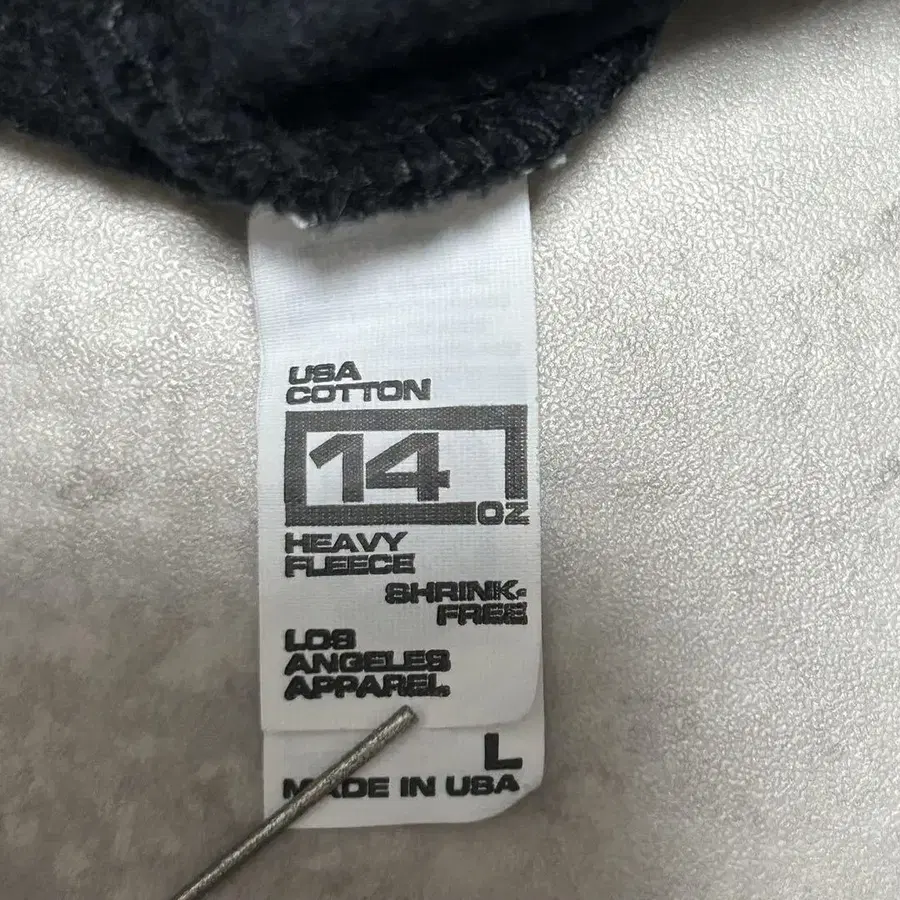 USA
COTTON
14
OZ
HEAVY
FLEECE
SHRINK-
FREE
LOS
ANGELES
APPAREL.
L
MADE IN USA